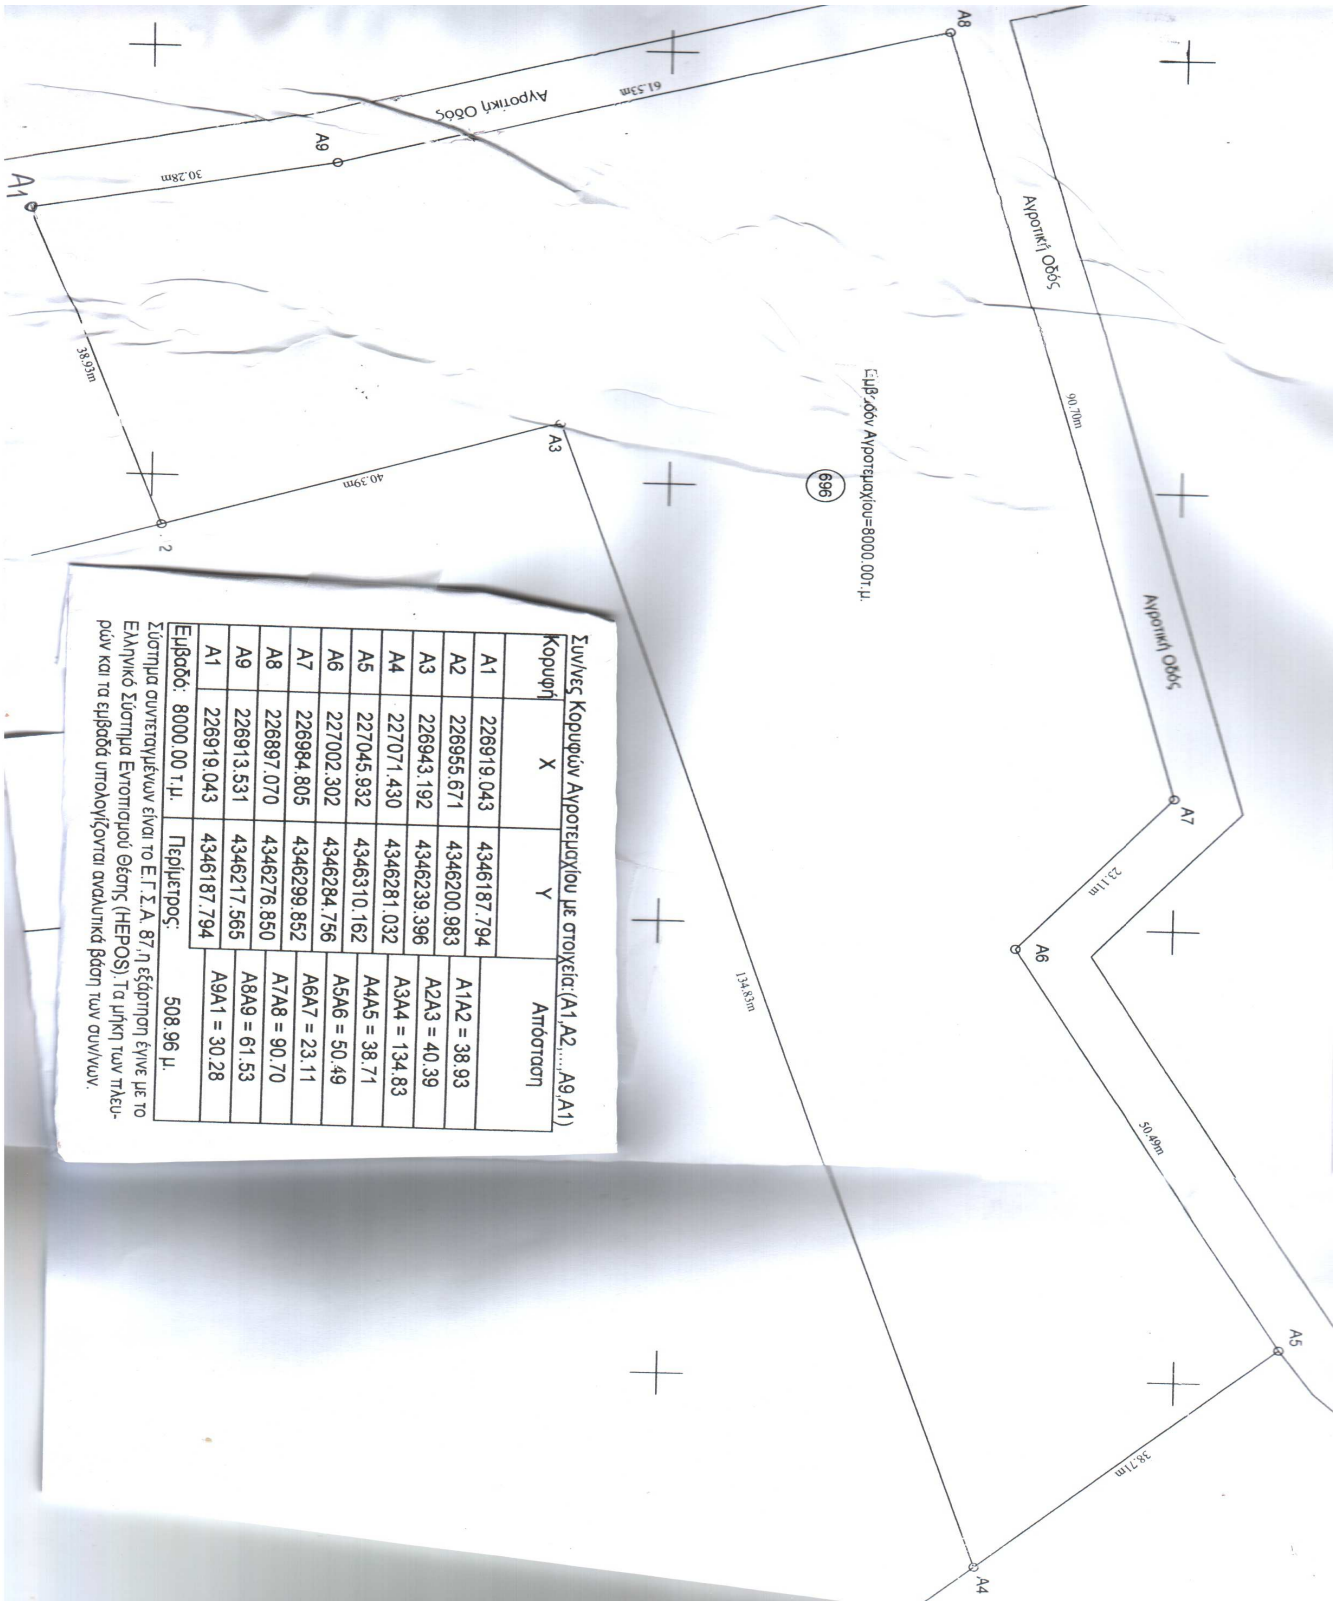 A8
61.53m
Αγροτική Οδός
A9
30.28m
A1
38.93m
2
40.39m
A3
Αγροτική Οδός
90.70m
Αγροτεμαχίου=8000.00τ.μ.
696
Αγροτική Οδός
A7
23.11m
A6
50.49m
A5
38.71m
A4
134.83m
Συν/νες Κορυφών Αγροτεμαχίου με στοιχεία:(A1,A2,...,A9,A1)
Κορυφή X Y Απόσταση
A1 226919.043 4346187.794
A2 226955.671 4346200.983 A1A2 = 38.93
A3 226943.192 4346239.396 A2A3 = 40.39
A4 227071.430 4346281.032 A3A4 = 134.83
A5 227045.932 4346310.162 A4A5 = 38.71
A6 227002.302 4346284.756 A5A6 = 50.49
A7 226984.805 4346299.852 A6A7 = 23.11
A8 226897.070 4346276.850 A7A8 = 90.70
A9 226913.531 4346217.565 A8A9 = 61.53
A1 226919.043 4346187.794 A9A1 = 30.28
Εμβαδό: 8000.00 τ.μ. Περίμετρος: 508.96 μ.
Σύστημα συντεταγμένων είναι το Ε.Γ.Σ.Α. 87,η εξάρτηση έγινε με το
Ελληνικό Σύστημα Εντοπισμού Θέσης (HEPOS).Τα μήκη των πλευ-
ρών και τα εμβαδά υπολογίζονται αναλυτικά βάση των συν/νων.